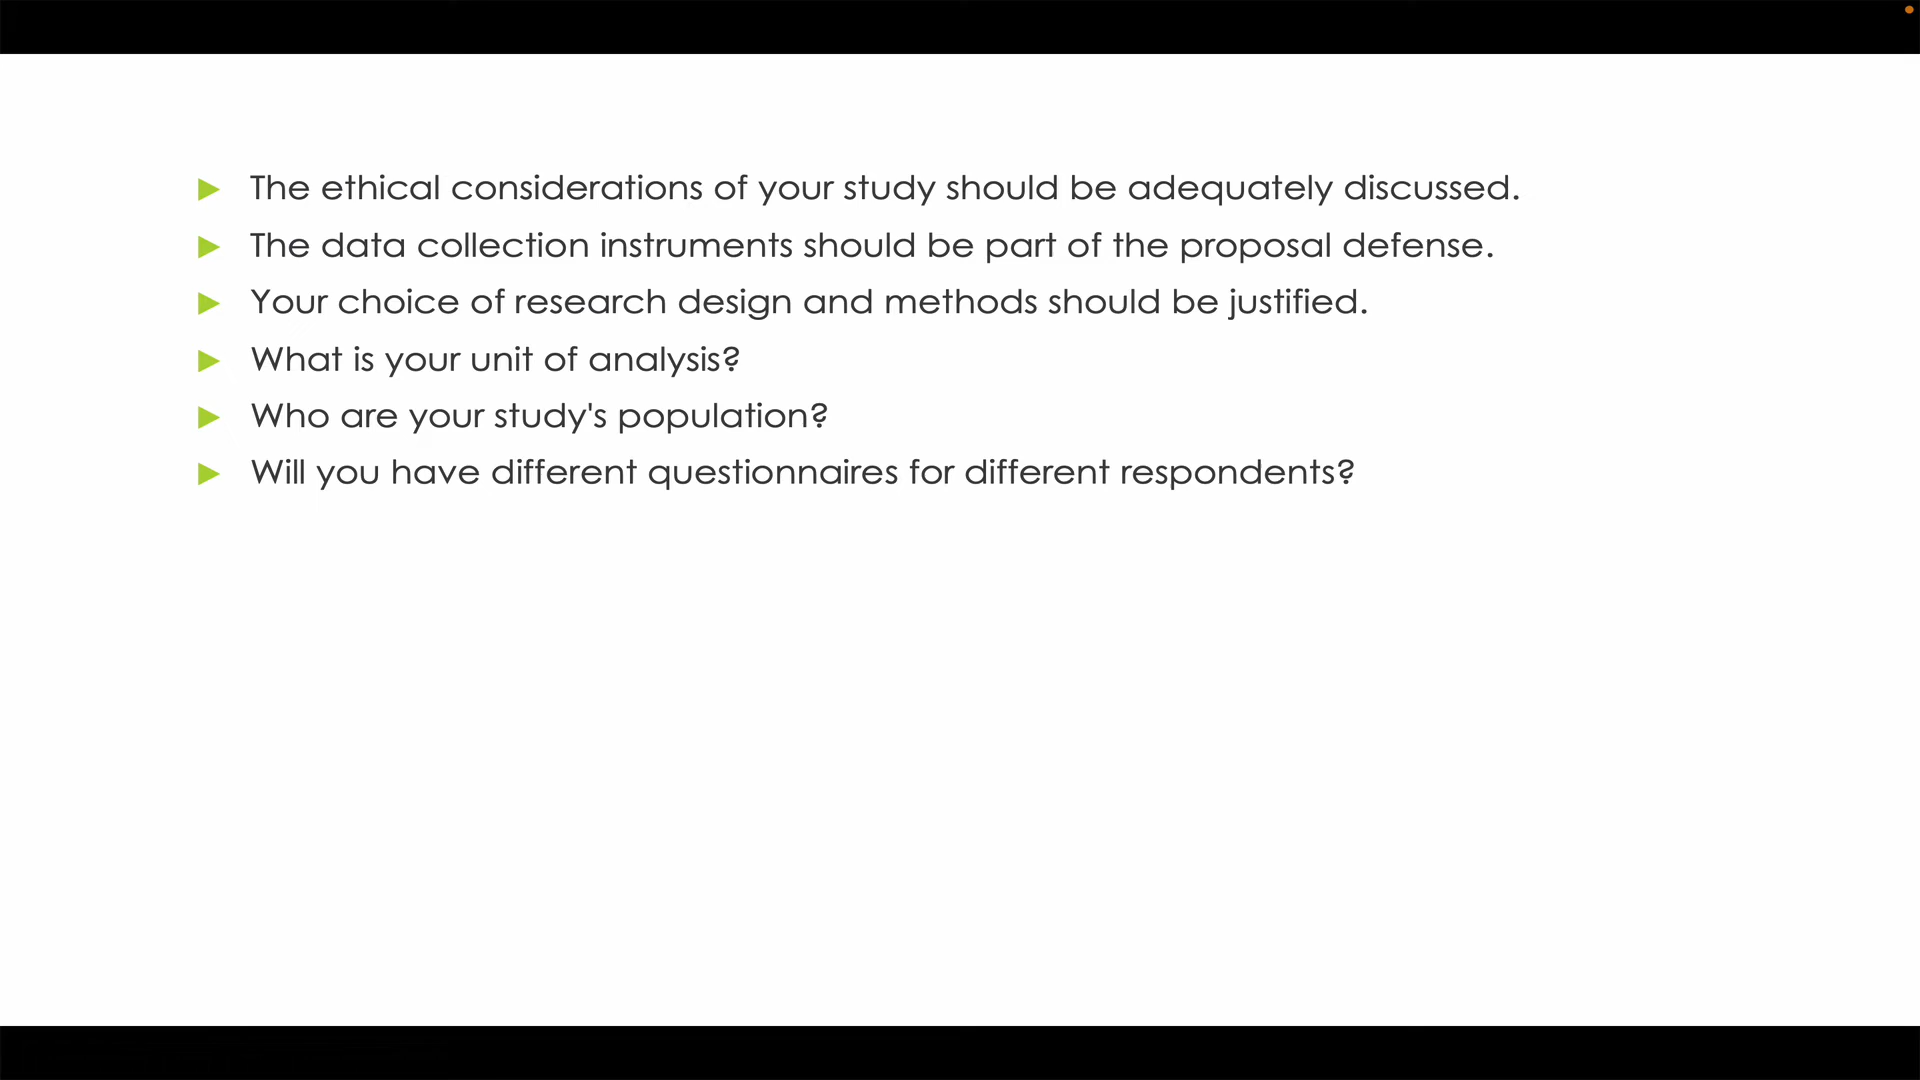 The ethical considerations of your study should be adequately discussed.
The data collection instruments should be part of the proposal defense.
Your choice of research design and methods should be justified.
What is your unit of analysis?
Who are your study's population?
Will you have different questionnaires for different respondents?